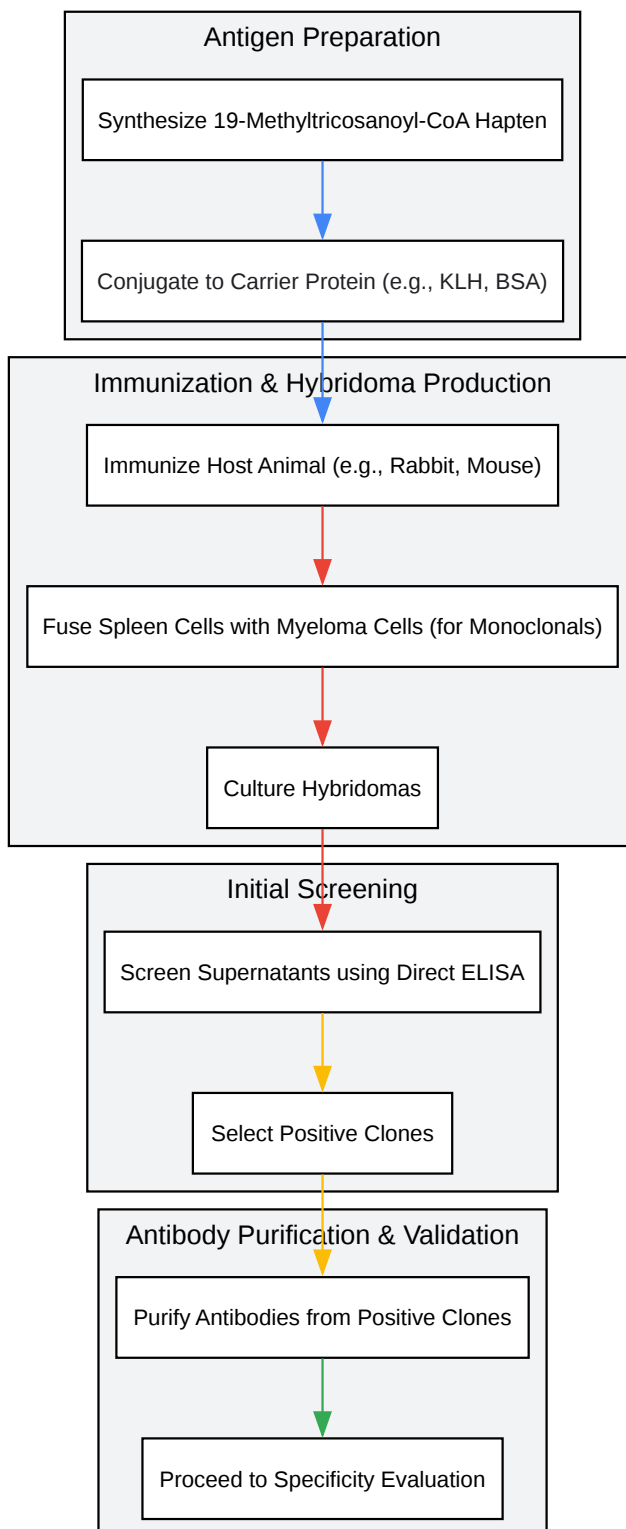 Antigen Preparation
Synthesize 19-Methyltricosanoyl-CoA Hapten
Conjugate to Carrier Protein (e.g., KLH, BSA)
Immunization & Hybridoma Production
Immunize Host Animal (e.g., Rabbit, Mouse)
Fuse Spleen Cells with Myeloma Cells (for Monoclonals)
Culture Hybridomas
Initial Screening
Screen Supernatants using Direct ELISA
Select Positive Clones
Antibody Purification & Validation
Purify Antibodies from Positive Clones
Proceed to Specificity Evaluation